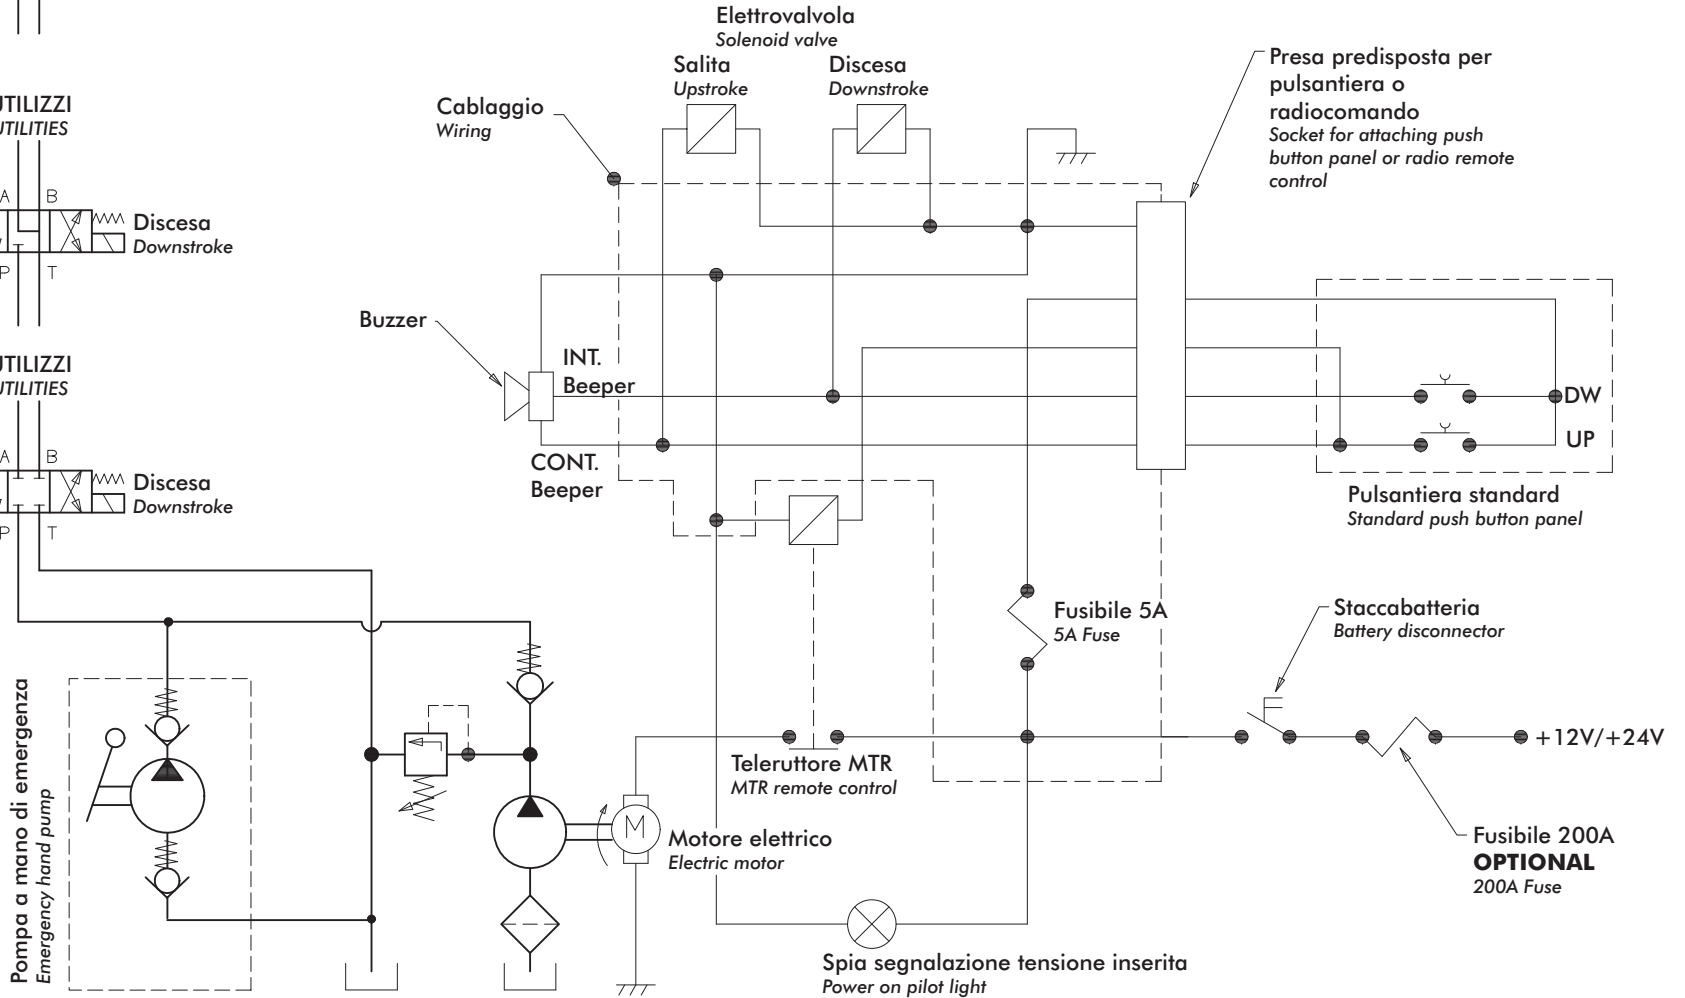 Elettrovalvola
Solenoid valve
Salita
Upstroke
Discesa
Downstroke
Cablaggio
Wiring
Presa predisposta per
pulsantiera o
radiocomando
Socket for attaching push
button panel or radio remote
control
UTILIZZI
UTILITIES
A B
Discesa
Downstroke
P T
Buzzer
INT.
Beeper
CONT.
Beeper
DW
UP
Pulsantiera standard
Standard push button panel
UTILIZZI
UTILITIES
A B
Discesa
Downstroke
P T
Fusibile 5A
5A Fuse
Staccabatteria
Battery disconnector
+12V/+24V
Teleruttore MTR
MTR remote control
Fusibile 200A
OPTIONAL
200A Fuse
M
Motore elettrico
Electric motor
Pompa a mano di emergenza
Emergency hand pump
Spia segnalazione tensione inserita
Power on pilot light